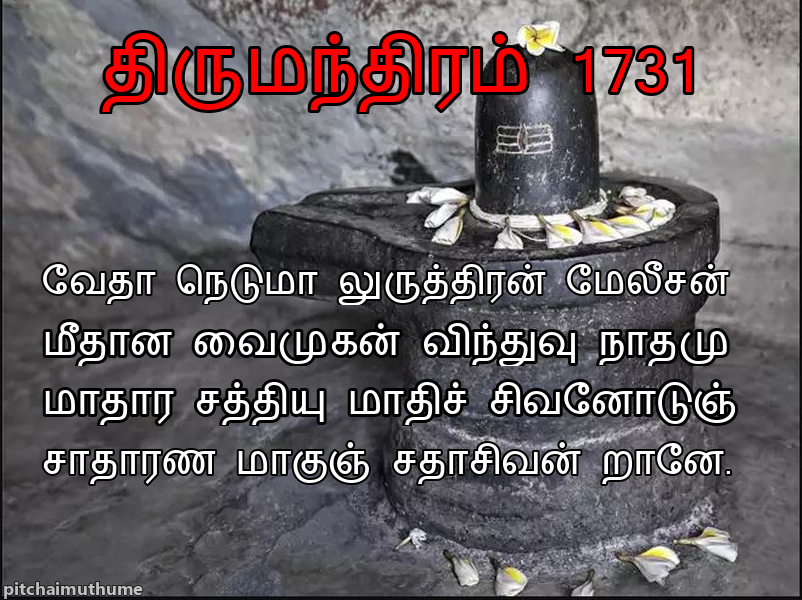 திருமந்திரம் 1731
வேதா நெடுமா லுருத்திரன் மேலீசன்
மீதான வைமுகன் விந்துவு நாதமு
மாதார சத்தியு மாதிச் சிவனோடுஞ்
சாதாரண மாகுஞ் சதாசிவன் றானே.
pitchaimuthume